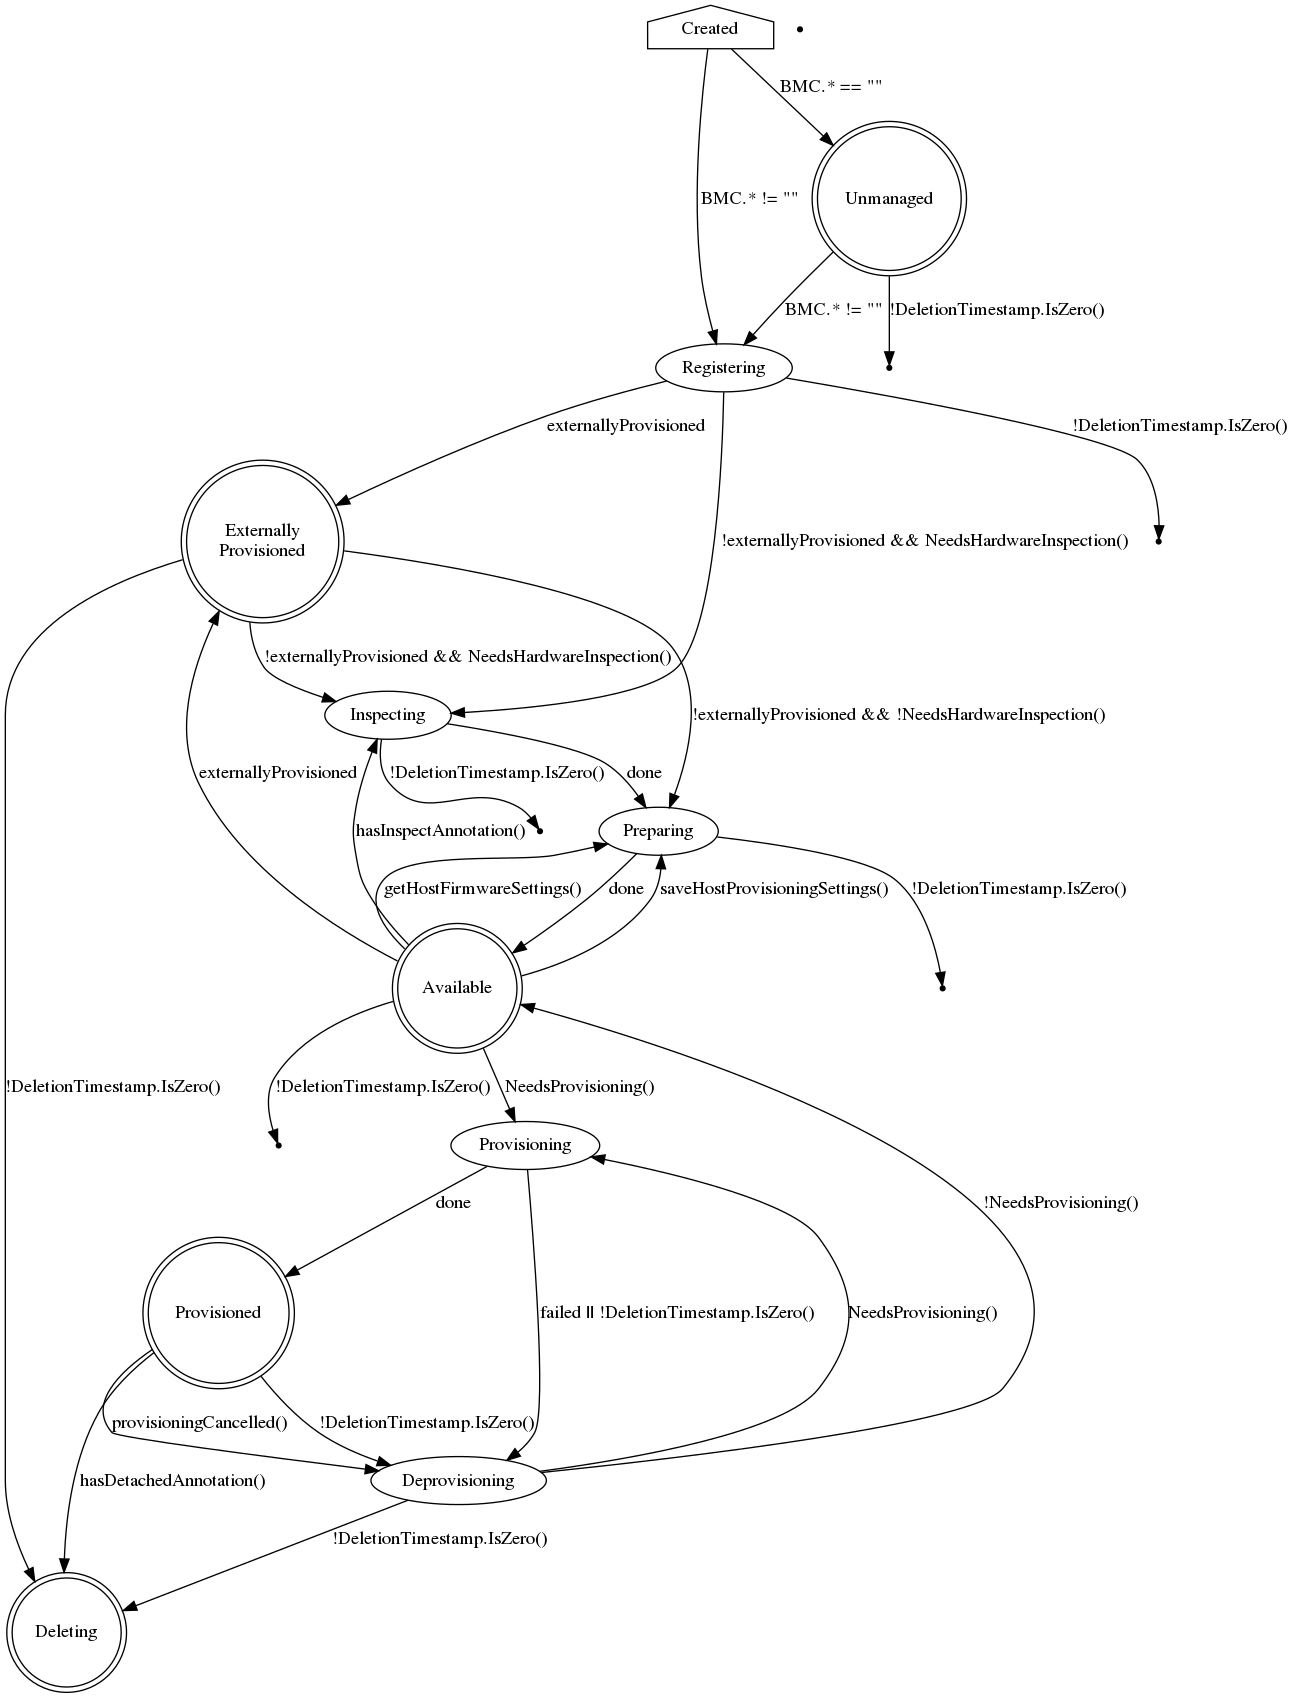 Created
BMC.* == ""
BMC.* != ""
Unmanaged
BMC.* != ""
!DeletionTimestamp.IsZero()
Registering
externallyProvisioned
!DeletionTimestamp.IsZero()
Externally
Provisioned
!externallyProvisioned && NeedsHardwareInspection()
!externallyProvisioned && NeedsHardwareInspection()
Inspecting
!externallyProvisioned && !NeedsHardwareInspection()
externallyProvisioned
!DeletionTimestamp.IsZero()
done
hasInspectAnnotation()
Preparing
getHostFirmwareSettings()
done
saveHostProvisioningSettings()
!DeletionTimestamp.IsZero()
Available
!DeletionTimestamp.IsZero()
!DeletionTimestamp.IsZero()
NeedsProvisioning()
Provisioning
done
!NeedsProvisioning()
Provisioned
failed || !DeletionTimestamp.IsZero()
NeedsProvisioning()
provisioningCancelled()
!DeletionTimestamp.IsZero()
hasDetachedAnnotation()
Deprovisioning
!DeletionTimestamp.IsZero()
Deleting